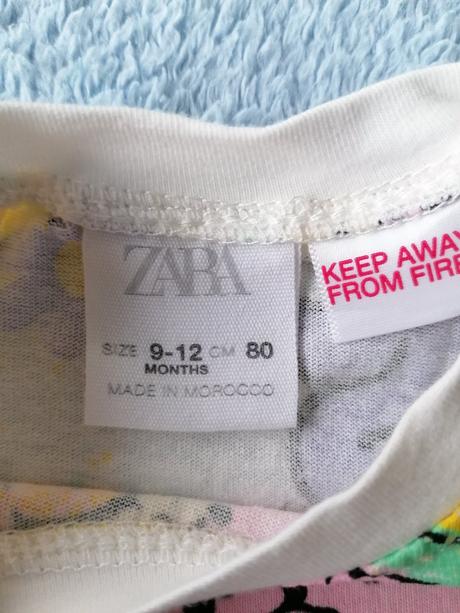 ZARA
SIZE 9-12 CM 80
MONTHS
MADE IN MOROCCO
KEEP AWAY
FROM FIRE